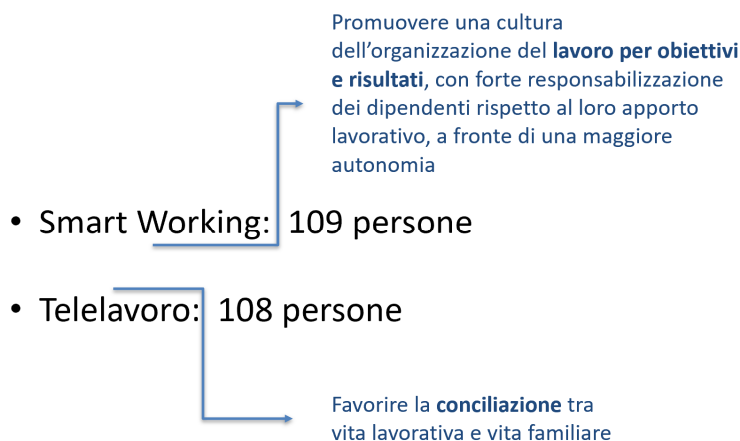 Promuovere una cultura
dell'organizzazione del lavoro per obiettivi
e risultati, con forte responsabilizzazione
dei dipendenti rispetto al loro apporto
lavorativo, a fronte di una maggiore
autonomia
• Smart Working: 109 persone
• Telelavoro: 108 persone
Favorire la conciliazione tra
vita lavorativa e vita familiare